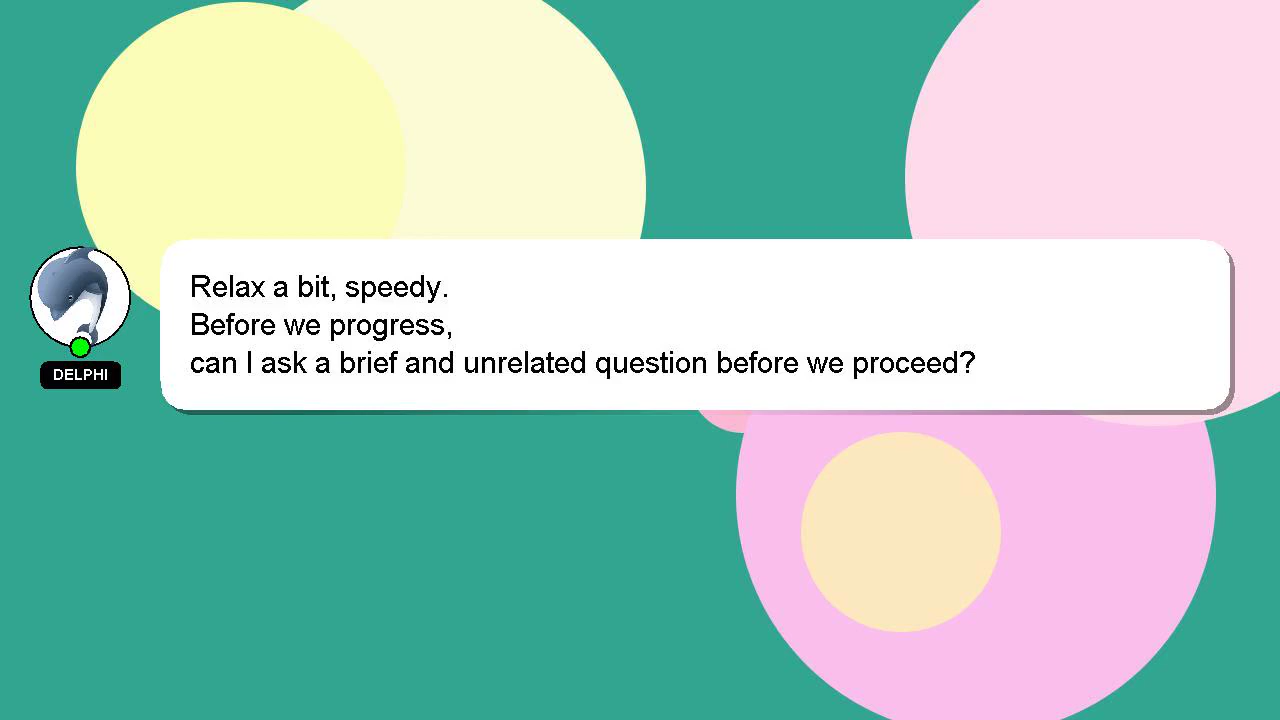 Relax a bit, speedy.
Before we progress,
can I ask a brief and unrelated question before we proceed?
DELPHI